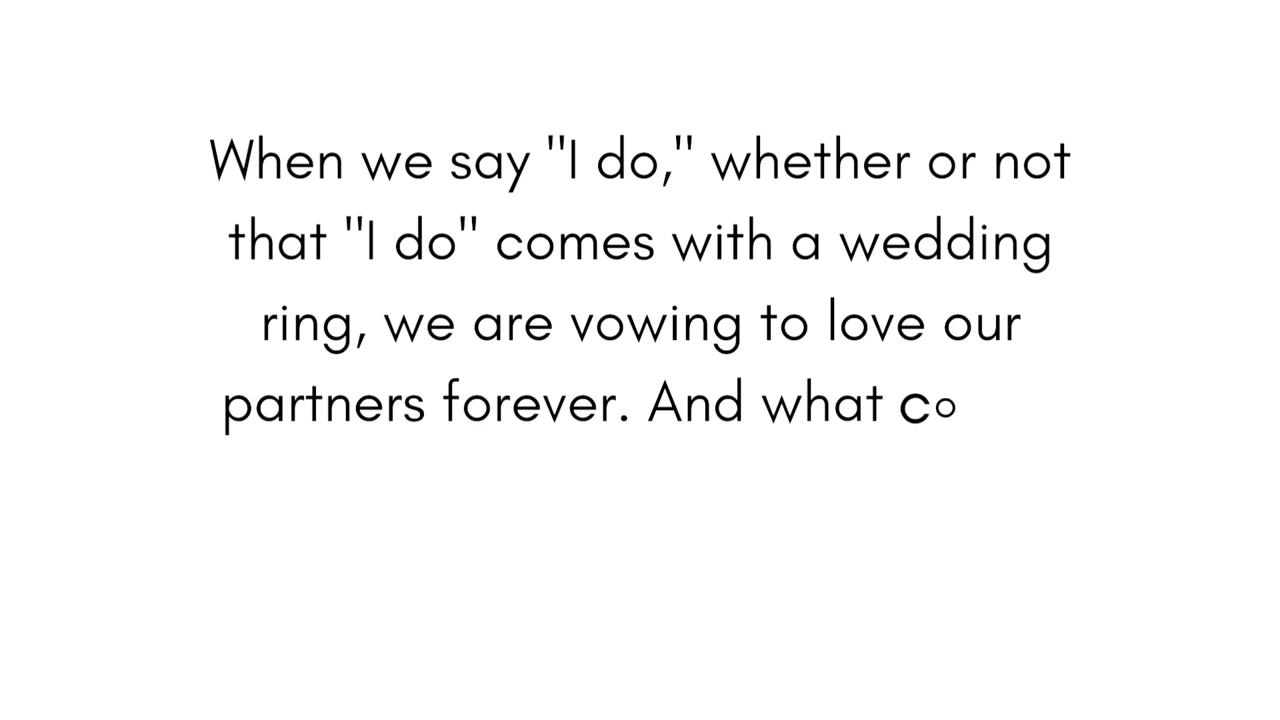 When we say "I do," whether or not
that "I do" comes with a wedding
ring, we are vowing to love our
partners forever. And what co